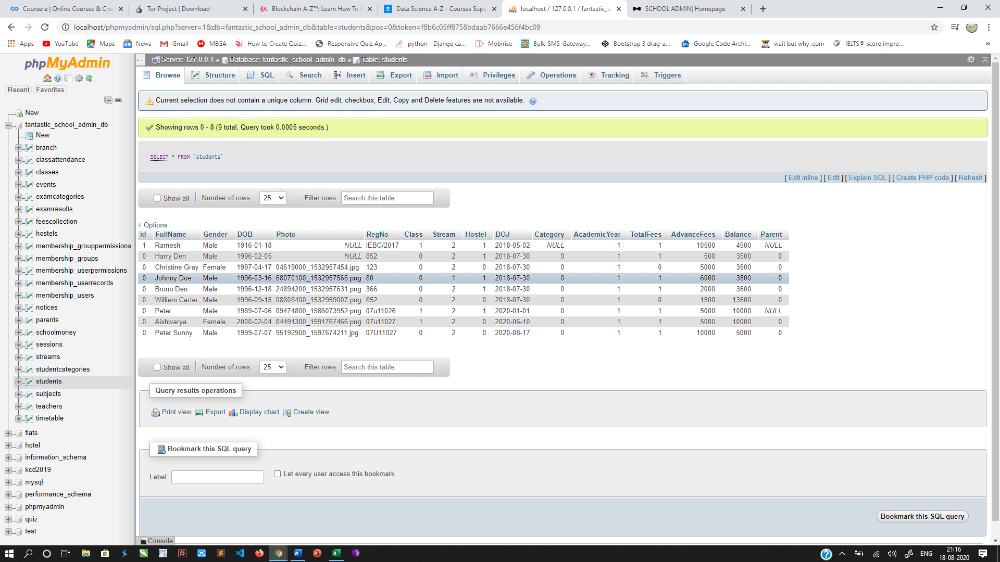 Coursera | Online Courses & Cred
Tor Project | Download
Blockchain A-Z™: Learn How To B
Data Science A-Z - Courses Supe
localhost / 127.0.0.1 / fantastic_sc
SCHOOL ADMIN| Homepage
localhost/phpmyadmin/sql.php?server=1&db=fantastic_school_admin_db&table=students&pos=0&token=f8b6c05ff8758bdaab7666e456f4bc09
Apps YouTube Maps News Gmail MEGA How to Create Quiz... Responsive Quiz Ap... python - Django ca... Mobirise Bulk-SMS-Gateway... Bootstrap 3 drag-a... Google Code Archi... wait but why .com IELTS® score impro... »
phpMyAdmin
Recent Favorites
New
fantastic_school_admin_db
New
branch
classattendance
classes
events
examcategories
examresults
feescollection
hostels
membership_grouppermissions
membership_groups
membership_userpermissions
membership_userrecords
membership_users
notices
parents
schoolmoney
sessions
streams
studentcategories
students
subjects
teachers
timetable
flats
hotel
information_schema
kcd2019
mysql
performance_schema
phpmyadmin
quiz
test
Server: 127.0.0.1 » Database: fantastic_school_admin_db » Table: students
Browse Structure SQL Search Insert Export Import Privileges Operations Tracking Triggers
Current selection does not contain a unique column. Grid edit, checkbox, Edit, Copy and Delete features are not available.
Showing rows 0 - 8 (9 total, Query took 0.0005 seconds.)
SELECT * FROM `students`
[ Edit inline ] [ Edit ] [ Explain SQL ] [ Create PHP code ] [ Refresh ]
Show all Number of rows: 25 Filter rows: Search this table
+ Options
id FullName Gender DOB Photo RegNo Class Stream Hostel DOJ Category AcademicYear TotalFees AdvanceFees Balance Parent
1 Ramesh Male 1916-01-18 NULL IEBC/2017 1 2 1 2018-05-02 NULL 1 1 10500 4500 NULL
0 Harry Den Male 1996-02-05 NULL 852 0 2 1 2018-07-30 0 1 1 500 3500 0
0 Christine Gray Female 1997-04-17 04619000_1532957454.jpg 123 0 2 0 2018-07-30 0 1 0 5000 3500 0
0 Johnny Doe Male 1996-03-16 68070100_1532957566.png 80 0 1 1 2018-07-30 0 1 1 6000 3500 0
0 Bruno Den Male 1996-12-18 24894200_1532957631.png 366 0 2 1 2018-07-30 0 1 1 2000 3500 0
0 William Carter Male 1996-09-15 08808400_1532959007.png 852 0 2 0 2018-07-30 0 1 0 1500 13500 0
0 Peter Male 1989-07-06 09474800_1586073952.png 07u11026 1 2 1 2020-01-01 0 1 1 5000 10000 NULL
0 Aishwarya Female 2000-02-04 84491300_1591767466.png 07u11027 1 2 0 2020-06-10 0 1 1 5000 10000 0
0 Peter Sunny Male 1999-07-07 95192900_1597674211.jpg 07U11027 0 2 0 2020-08-17 0 1 1 10000 5000 0
Show all Number of rows: 25 Filter rows: Search this table
Query results operations
Print view Export Display chart Create view
Bookmark this SQL query
Label: Let every user access this bookmark
Bookmark this SQL query
Console
ENG
21:16
18-08-2020